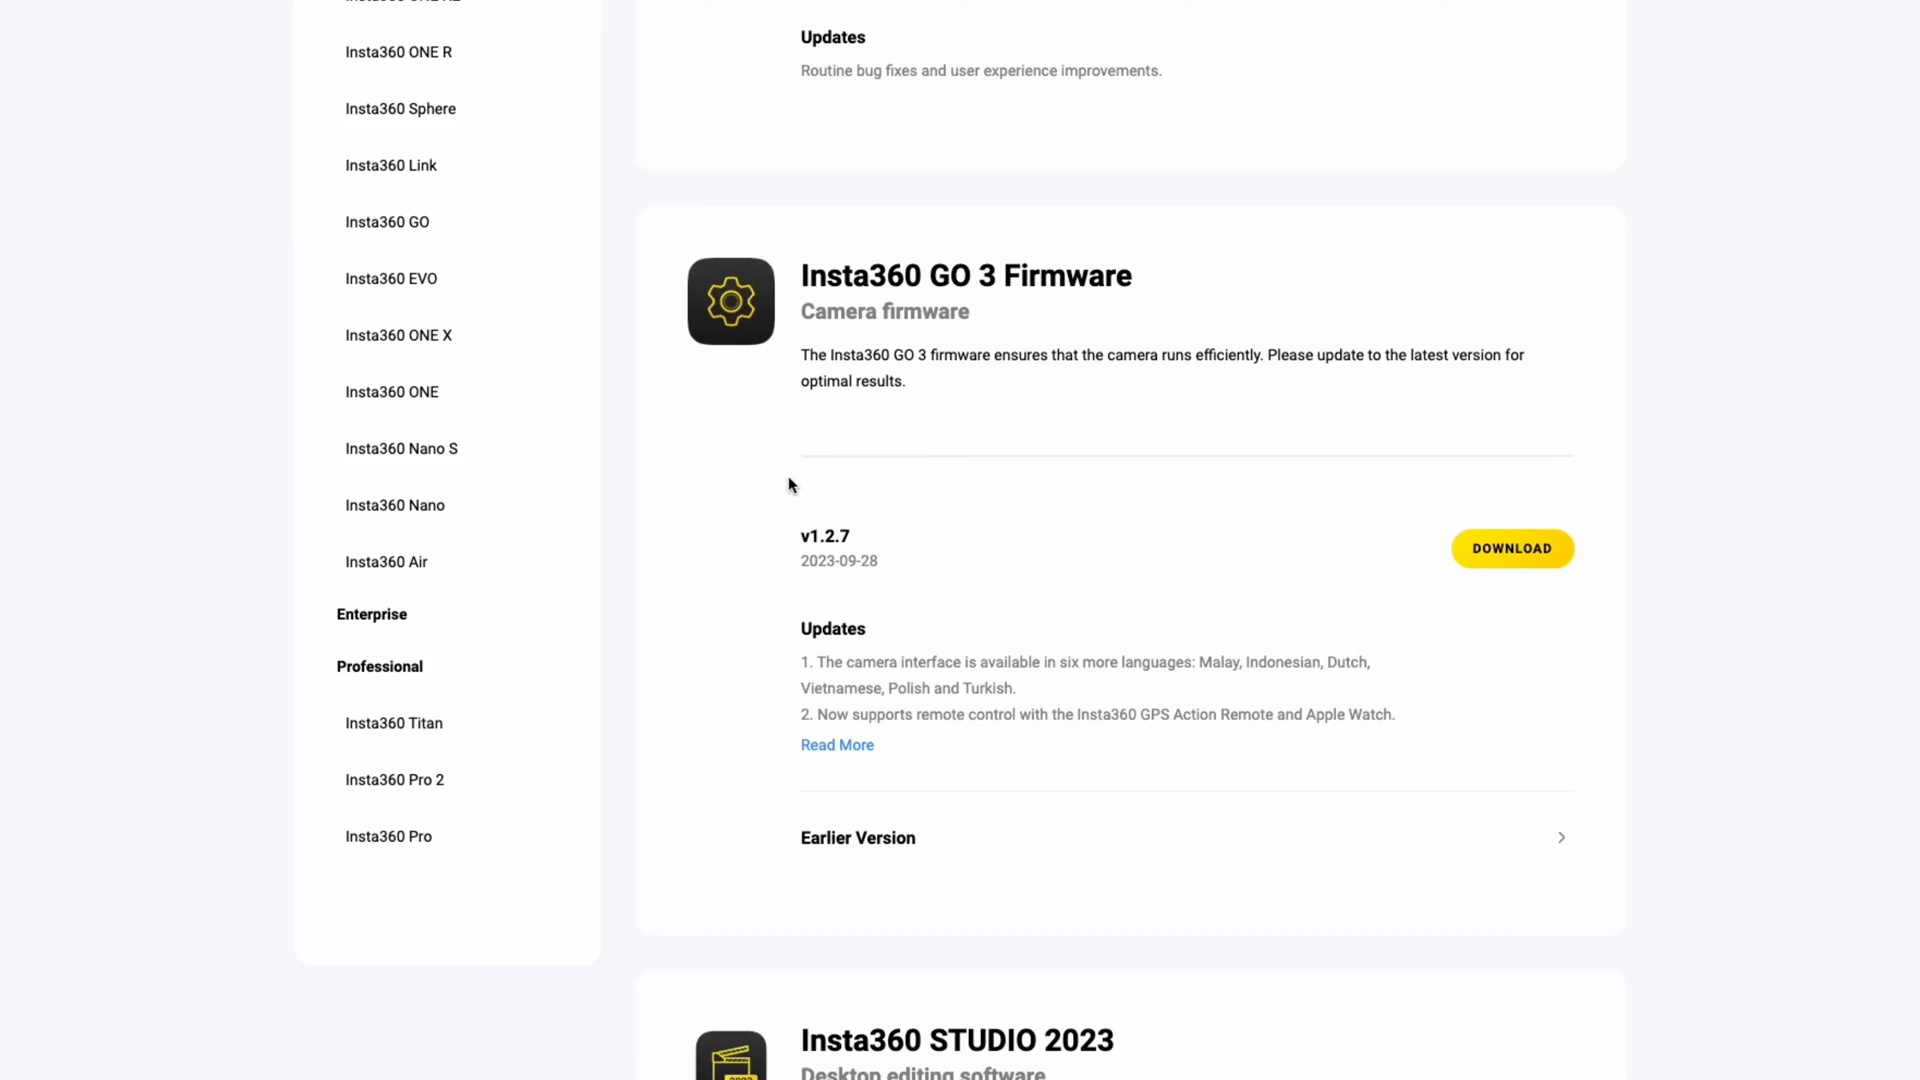 Insta360 ONE R
Insta360 Sphere
Insta360 Link
Insta360 GO
Insta360 EVO
Insta360 ONE X
Insta360 ONE
Insta360 Nano S
Insta360 Nano
Insta360 Air
Enterprise
Professional
Insta360 Titan
Insta360 Pro 2
Insta360 Pro
Updates
Routine bug fixes and user experience improvements.
Insta360 GO 3 Firmware
Camera firmware
The Insta360 GO 3 firmware ensures that the camera runs efficiently. Please update to the latest version for
optimal results.
v1.2.7
2023-09-28
DOWNLOAD
Updates
1. The camera interface is available in six more languages: Malay, Indonesian, Dutch,
Vietnamese, Polish and Turkish.
2. Now supports remote control with the Insta360 GPS Action Remote and Apple Watch.
Read More
Earlier Version
Insta360 STUDIO 2023
Desktop editing software